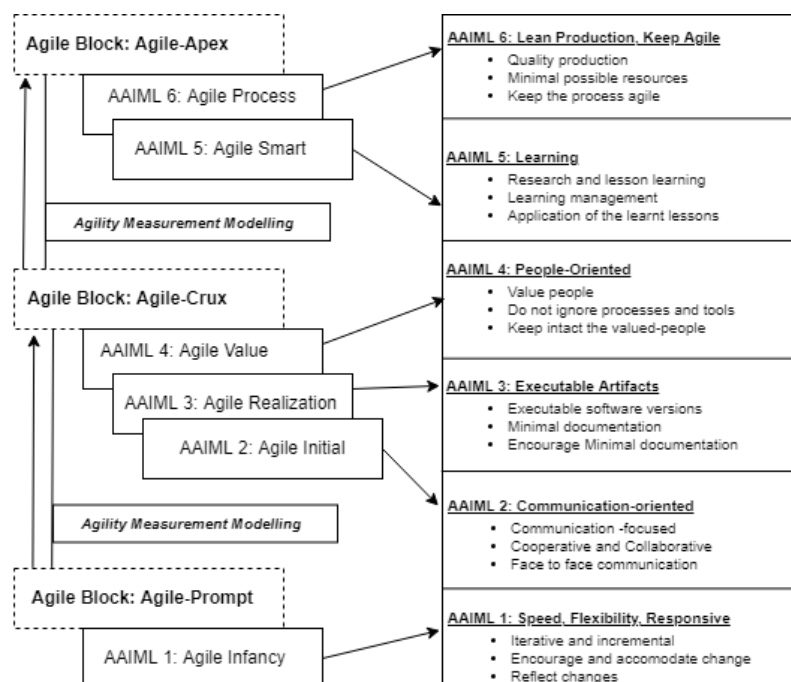 Agile Block: Agile-Apex
AAIML 6: Agile Process
AAIML 5: Agile Smart
Agility Measurement Modelling
Agile Block: Agile-Crux
AAIML 4: Agile Value
AAIML 3: Agile Realization
AAIML 2: Agile Initial
Agility Measurement Modelling
Agile Block: Agile-Prompt
AAIML 1: Agile Infancy
AAIML 6: Lean Production, Keep Agile
• Quality production
• Minimal possible resources
• Keep the process agile
AAIML 5: Learning
• Research and lesson learning
• Learning management
• Application of the learnt lessons
AAIML 4: People-Oriented
• Value people
• Do not ignore processes and tools
• Keep intact the valued-people
AAIML 3: Executable Artifacts
• Executable software versions
• Minimal documentation
• Encourage Minimal documentation
AAIML 2: Communication-oriented
• Communication -focused
• Cooperative and Collaborative
• Face to face communication
AAIML 1: Speed, Flexibility, Responsive
• Iterative and incremental
• Encourage and accomodate change
• Reflect changes